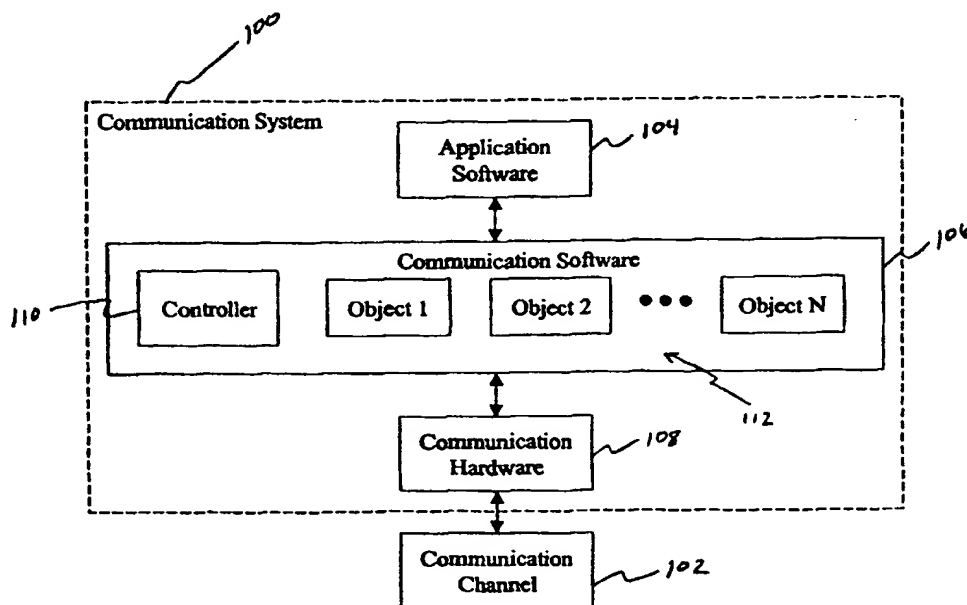 100
Communication System
Application
Software
104
106
Communication Software
110
Controller
Object 1
Object 2
Object N
112
Communication
Hardware
108
Communication
Channel
102